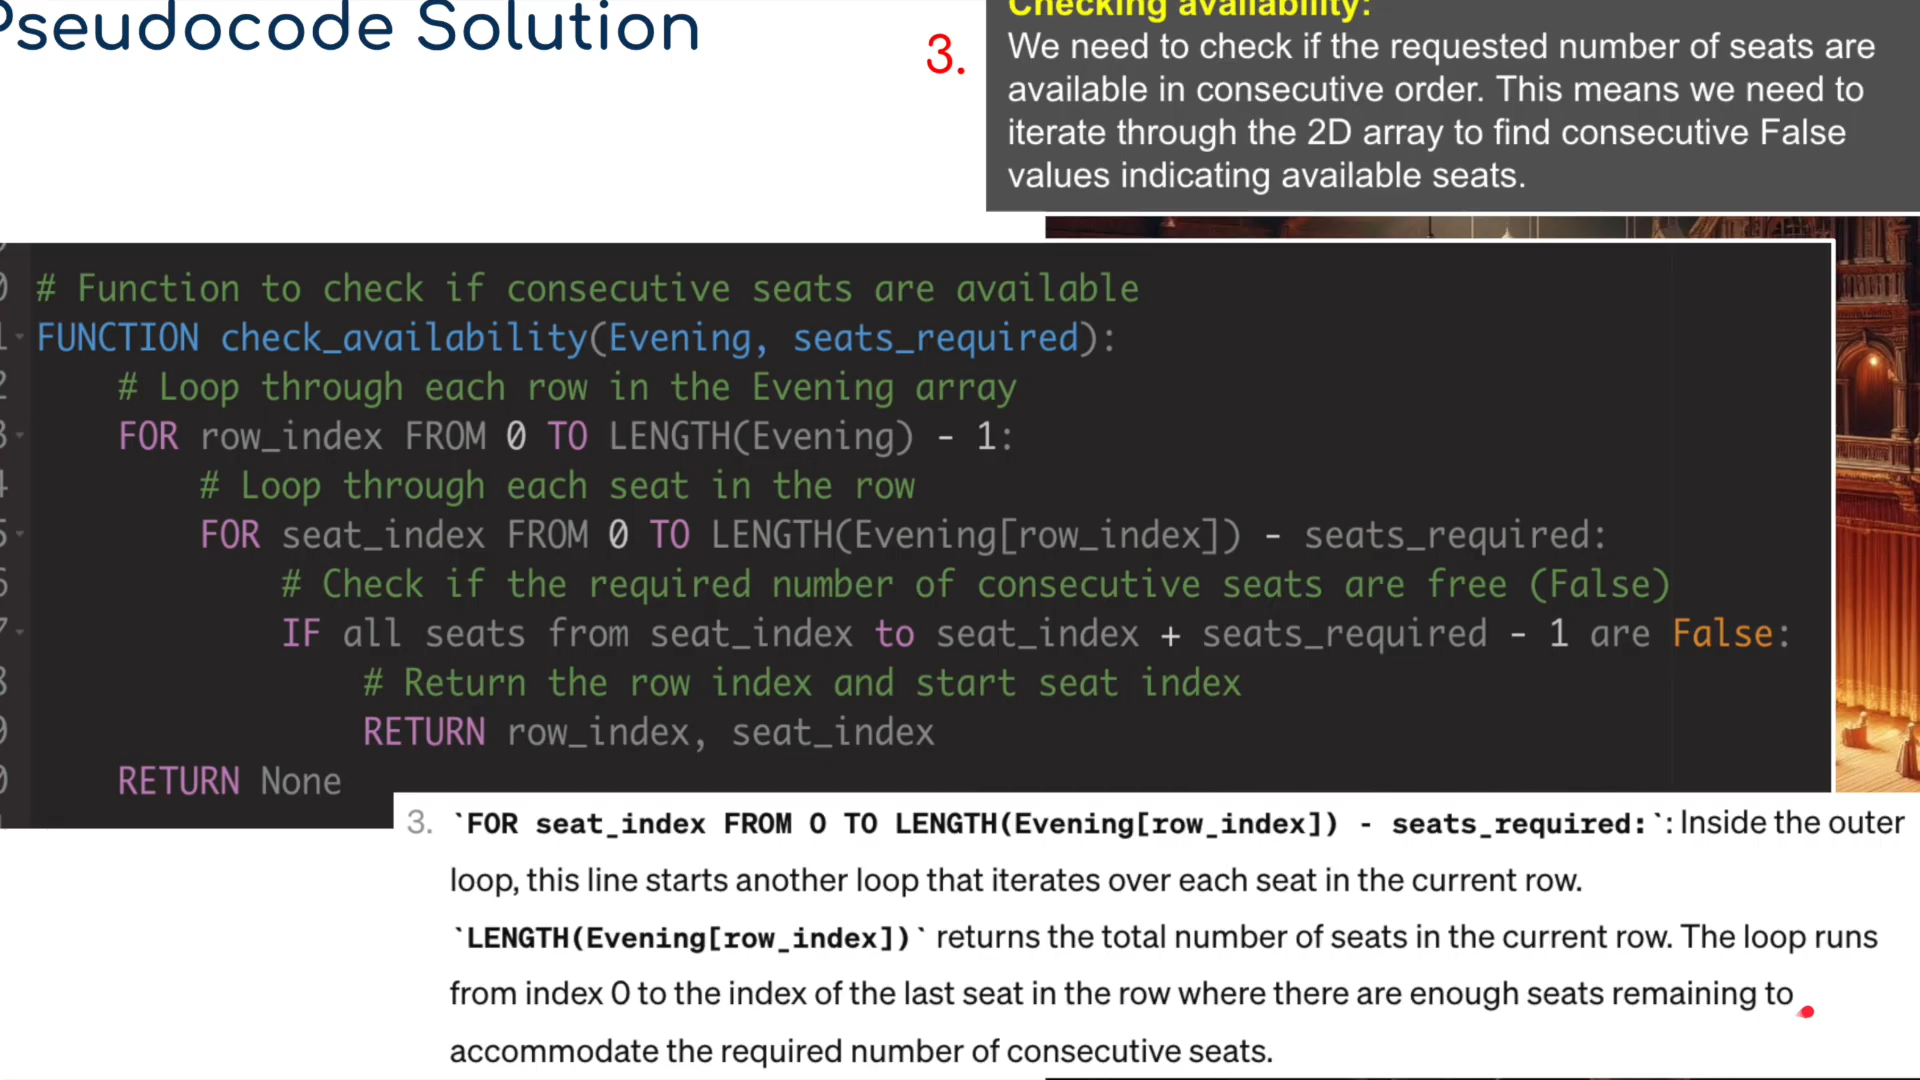 Pseudocode Solution
3.
Checking availability:
We need to check if the requested number of seats are
available in consecutive order. This means we need to
iterate through the 2D array to find consecutive False
values indicating available seats.
# Function to check if consecutive seats are available
FUNCTION check_availability(Evening, seats_required):
# Loop through each row in the Evening array
FOR row_index FROM 0 TO LENGTH(Evening) - 1:
# Loop through each seat in the row
FOR seat_index FROM 0 TO LENGTH(Evening[row_index]) - seats_required:
# Check if the required number of consecutive seats are free (False)
IF all seats from seat_index to seat_index + seats_required - 1 are False:
# Return the row index and start seat index
RETURN row_index, seat_index
RETURN None
3. `FOR seat_index FROM 0 TO LENGTH(Evening[row_index]) - seats_required:`: Inside the outer
loop, this line starts another loop that iterates over each seat in the current row.
`LENGTH(Evening[row_index])` returns the total number of seats in the current row. The loop runs
from index 0 to the index of the last seat in the row where there are enough seats remaining to
accommodate the required number of consecutive seats.